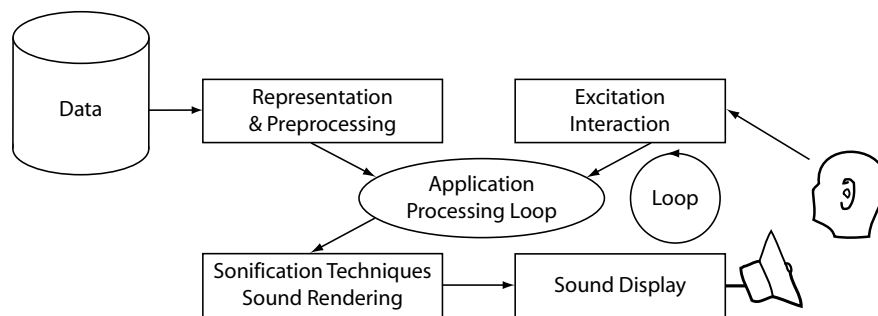 Data
Representation
& Preprocessing
Excitation
Interaction
Application
Processing Loop
Loop
Sonification Techniques
Sound Rendering
Sound Display